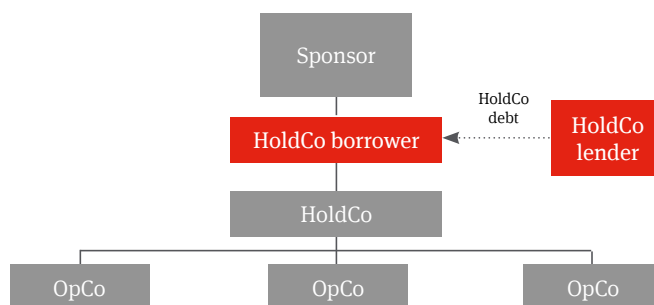 Sponsor
HoldCo
debt
HoldCo borrower
HoldCo
lender
HoldCo
OpCo
OpCo
OpCo